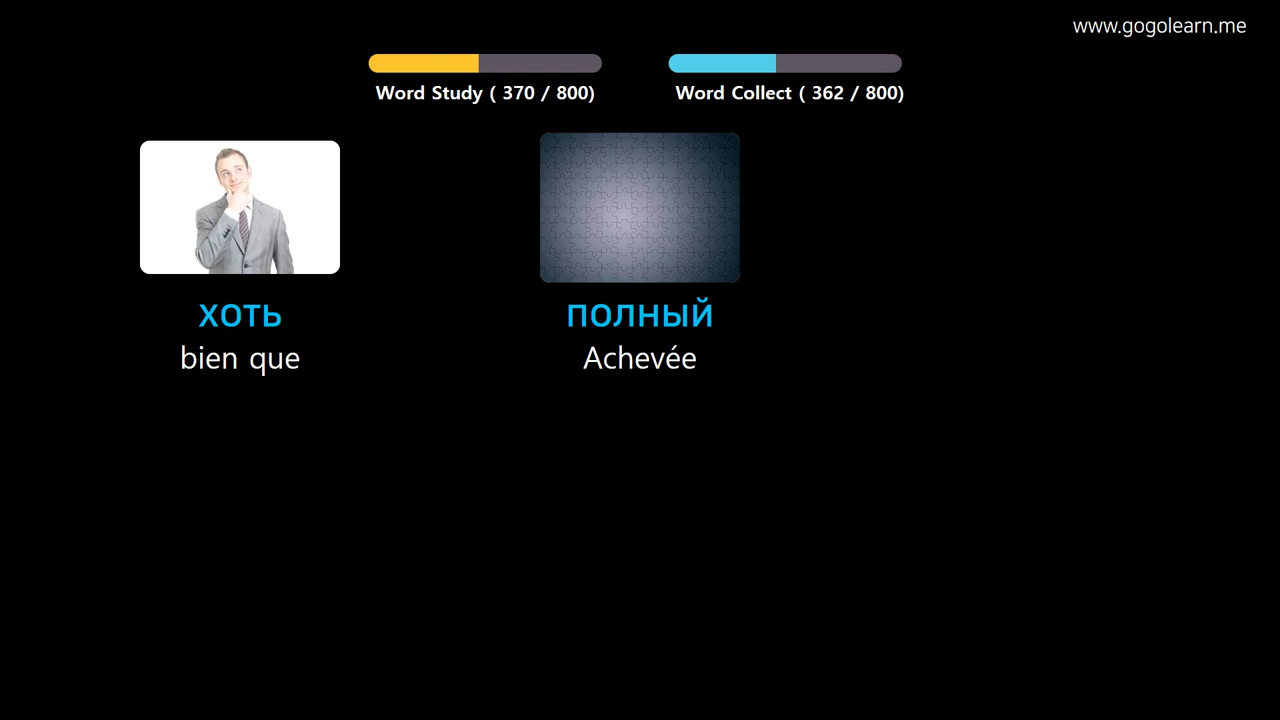 www.gogolearn.me
Word Study ( 370 / 800)
Word Collect ( 362 / 800)
хоть
bien que
полный
Achevée